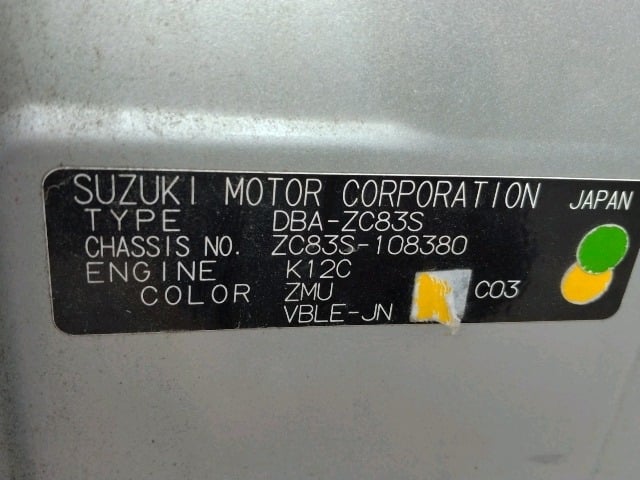 SUZUKI MOTOR CORPORATION JAPAN
TYPE DBA-ZC83S
CHASSIS NO. ZC83S-108380
ENGINE K12C
COLOR ZMU C03
VBLE-JN